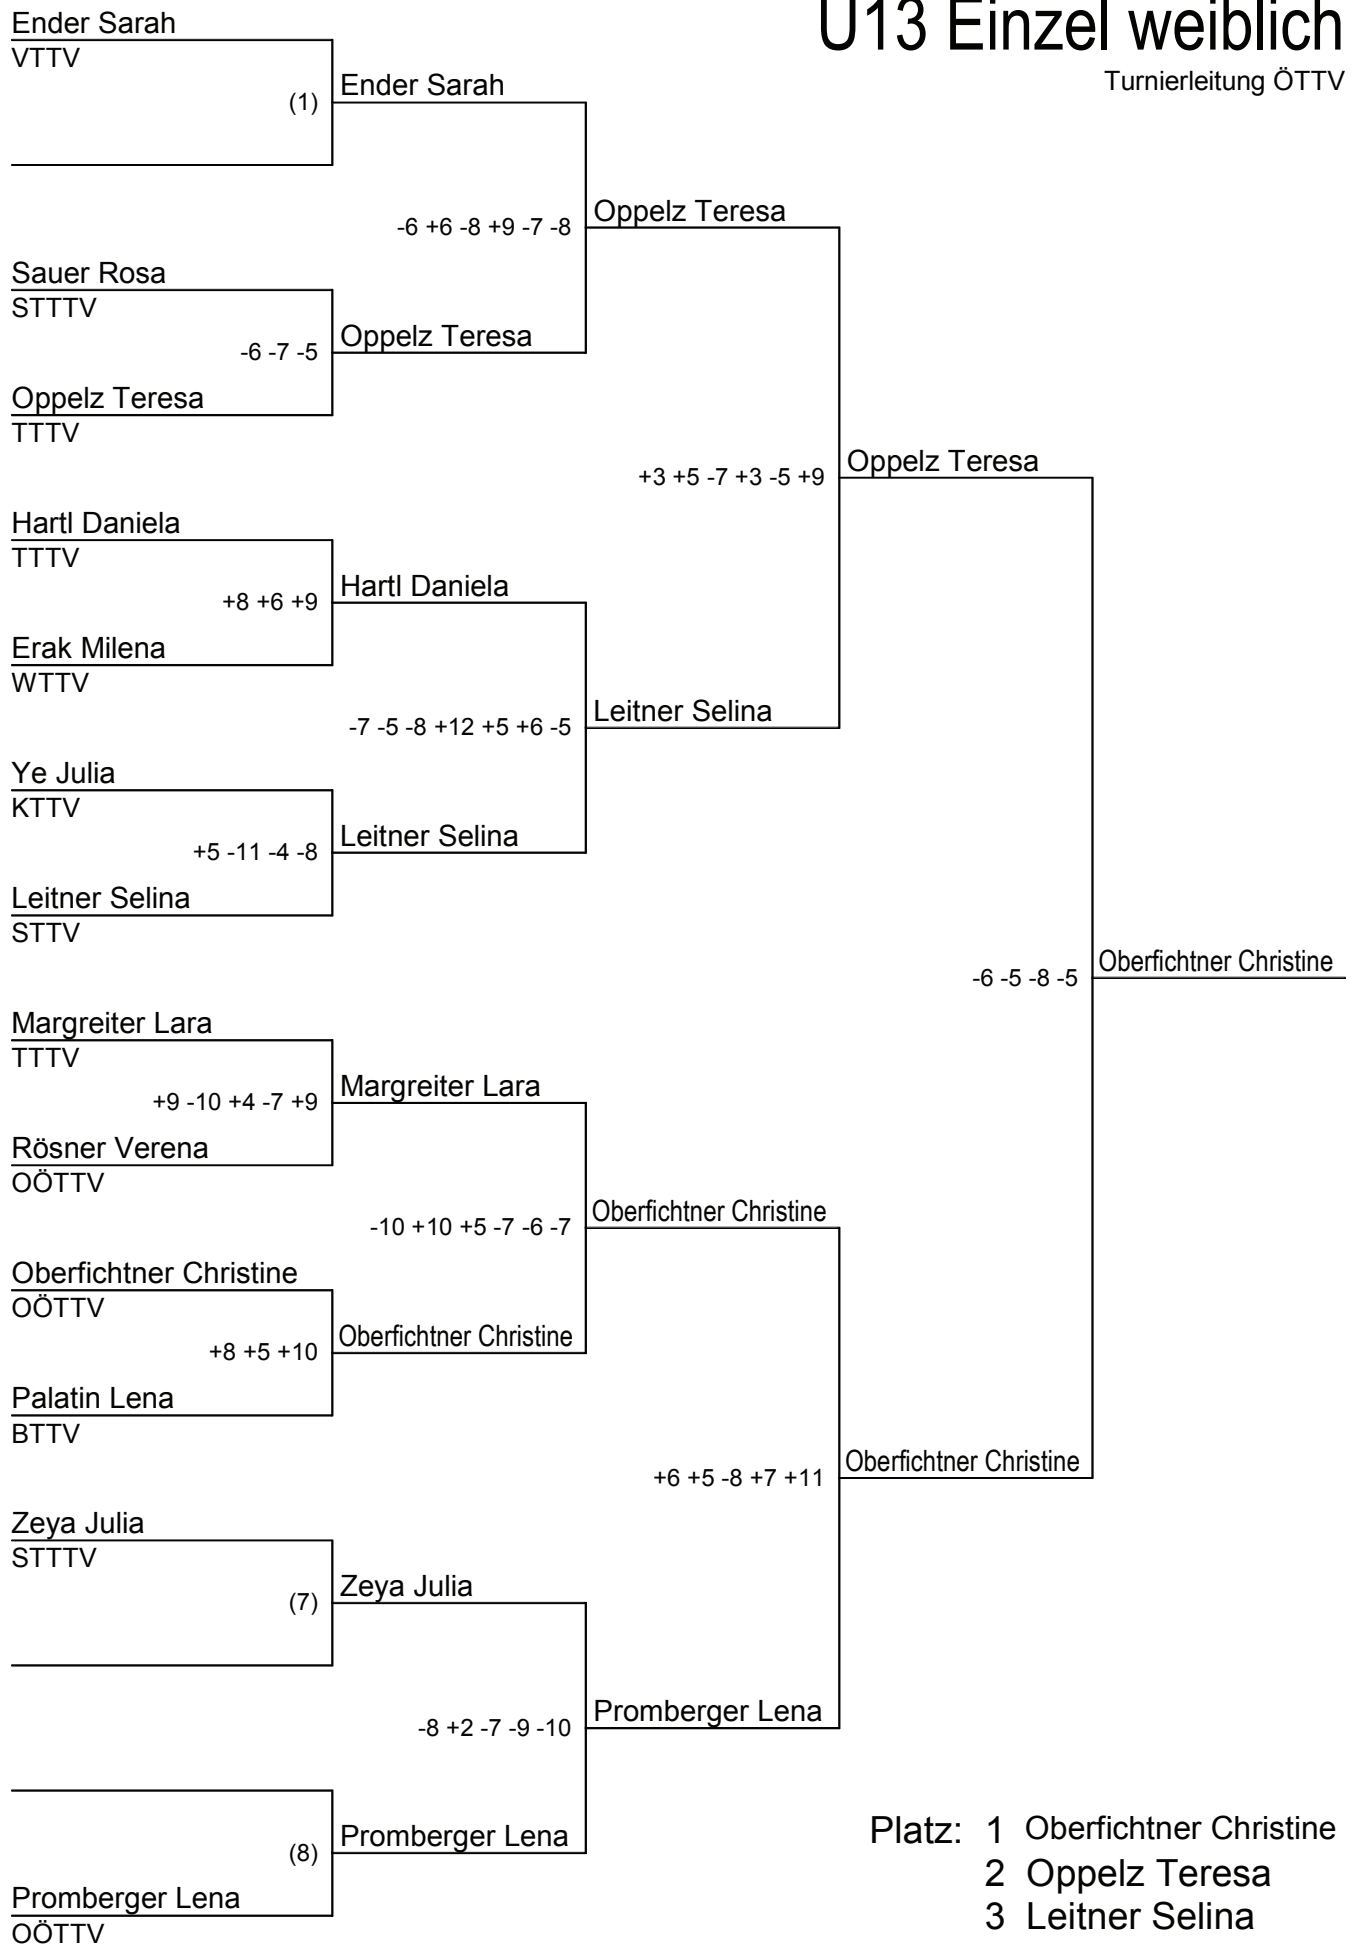 U13 Einzel weiblich
Turnierleitung ÖTTV
Ender Sarah
VTTV
(1)
Ender Sarah
-6 +6 -8 +9 -7 -8
Oppelz Teresa
Sauer Rosa
STTTV
-6 -7 -5
Oppelz Teresa
Oppelz Teresa
TTTV
+3 +5 -7 +3 -5 +9
Oppelz Teresa
Hartl Daniela
TTTV
+8 +6 +9
Hartl Daniela
Erak Milena
WTTV
-7 -5 -8 +12 +5 +6 -5
Leitner Selina
Ye Julia
KTTV
+5 -11 -4 -8
Leitner Selina
Leitner Selina
STTV
-6 -5 -8 -5
Oberfichtner Christine
Margreiter Lara
TTTV
+9 -10 +4 -7 +9
Margreiter Lara
Rösner Verena
OÖTTV
-10 +10 +5 -7 -6 -7
Oberfichtner Christine
Oberfichtner Christine
OÖTTV
+8 +5 +10
Oberfichtner Christine
Palatin Lena
BTTV
+6 +5 -8 +7 +11
Oberfichtner Christine
Zeya Julia
STTTV
(7)
Zeya Julia
-8 +2 -7 -9 -10
Promberger Lena
(8)
Promberger Lena
Promberger Lena
OÖTTV
Platz: 1 Oberfichtner Christine
2 Oppelz Teresa
3 Leitner Selina